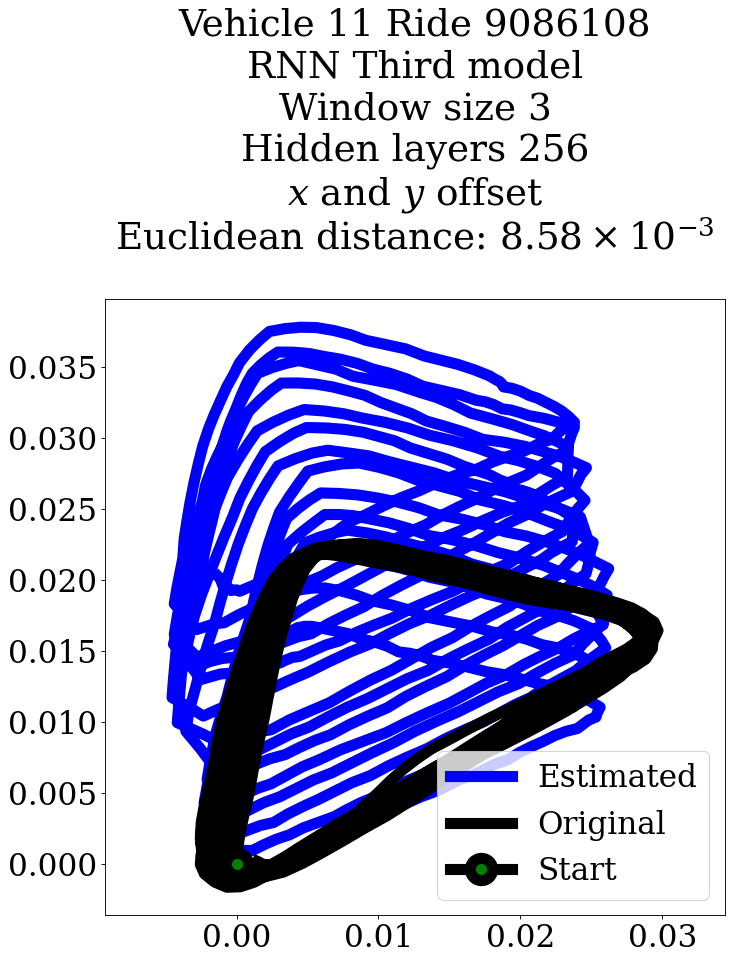 Vehicle 11 Ride 9086108
RNN Third model
Window size 3
Hidden layers 256
x and y offset
Euclidean distance: 8.58 × 10⁻³
0.035
0.030
0.025
0.020
0.015
0.010
0.005
0.000
Estimated
Original
Start
0.00 0.01 0.02 0.03